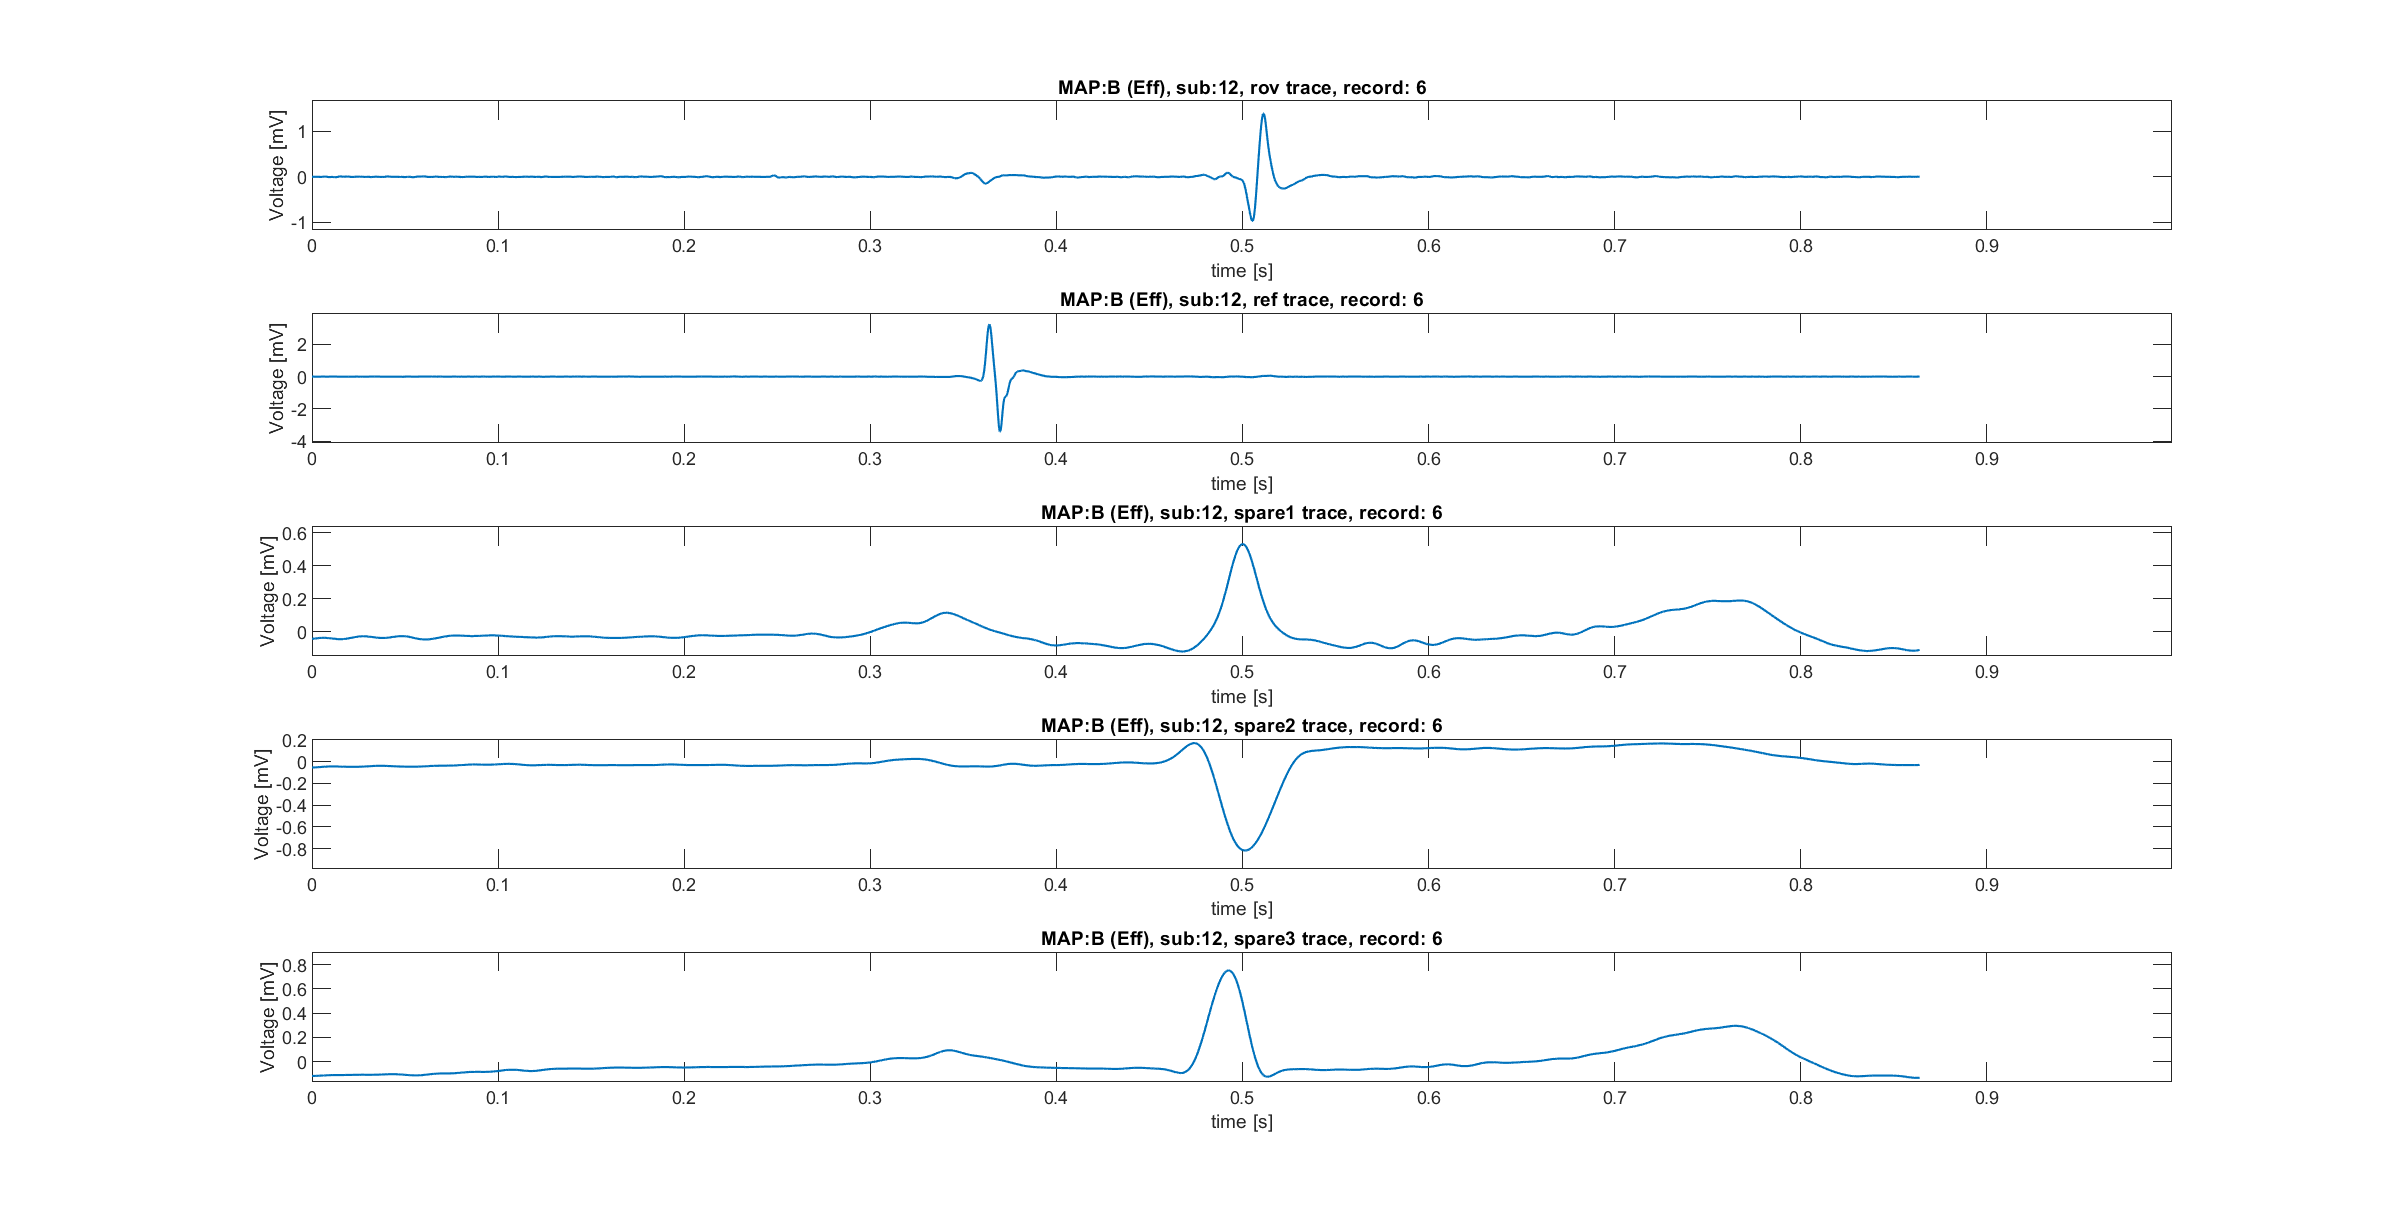 MAP:B (Eff), sub:12, rov trace, record: 6
Voltage [mV]
1
0
-1
0 0.1 0.2 0.3 0.4 0.5 0.6 0.7 0.8 0.9
time [s]
MAP:B (Eff), sub:12, ref trace, record: 6
Voltage [mV]
2
0
-2
-4
0 0.1 0.2 0.3 0.4 0.5 0.6 0.7 0.8 0.9
time [s]
MAP:B (Eff), sub:12, spare1 trace, record: 6
Voltage [mV]
0.6
0.4
0.2
0
0 0.1 0.2 0.3 0.4 0.5 0.6 0.7 0.8 0.9
time [s]
MAP:B (Eff), sub:12, spare2 trace, record: 6
Voltage [mV]
0.2
0
-0.2
-0.4
-0.6
-0.8
0 0.1 0.2 0.3 0.4 0.5 0.6 0.7 0.8 0.9
time [s]
MAP:B (Eff), sub:12, spare3 trace, record: 6
Voltage [mV]
0.8
0.6
0.4
0.2
0
0 0.1 0.2 0.3 0.4 0.5 0.6 0.7 0.8 0.9
time [s]